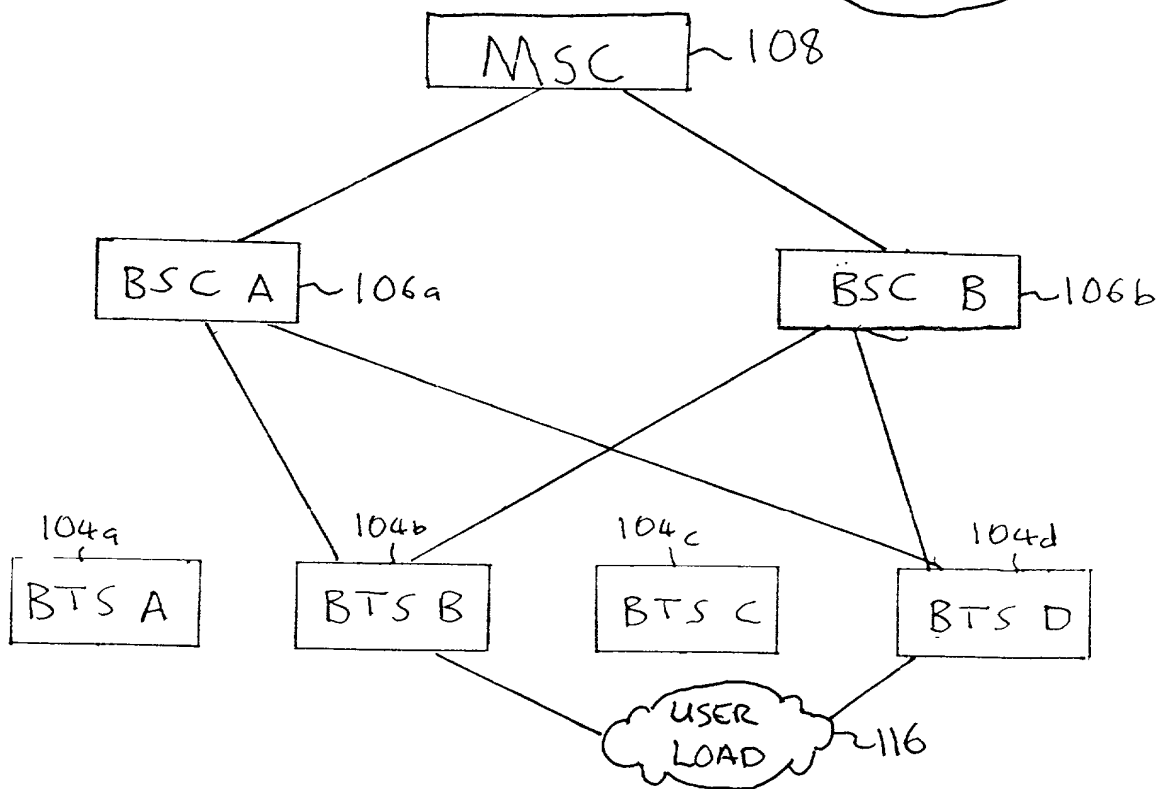 MSC 108
BSC A 106a
BSC B 106b
104a 104b 104c 104d
BTS A BTS B BTS C BTS D
USER
LOAD
116